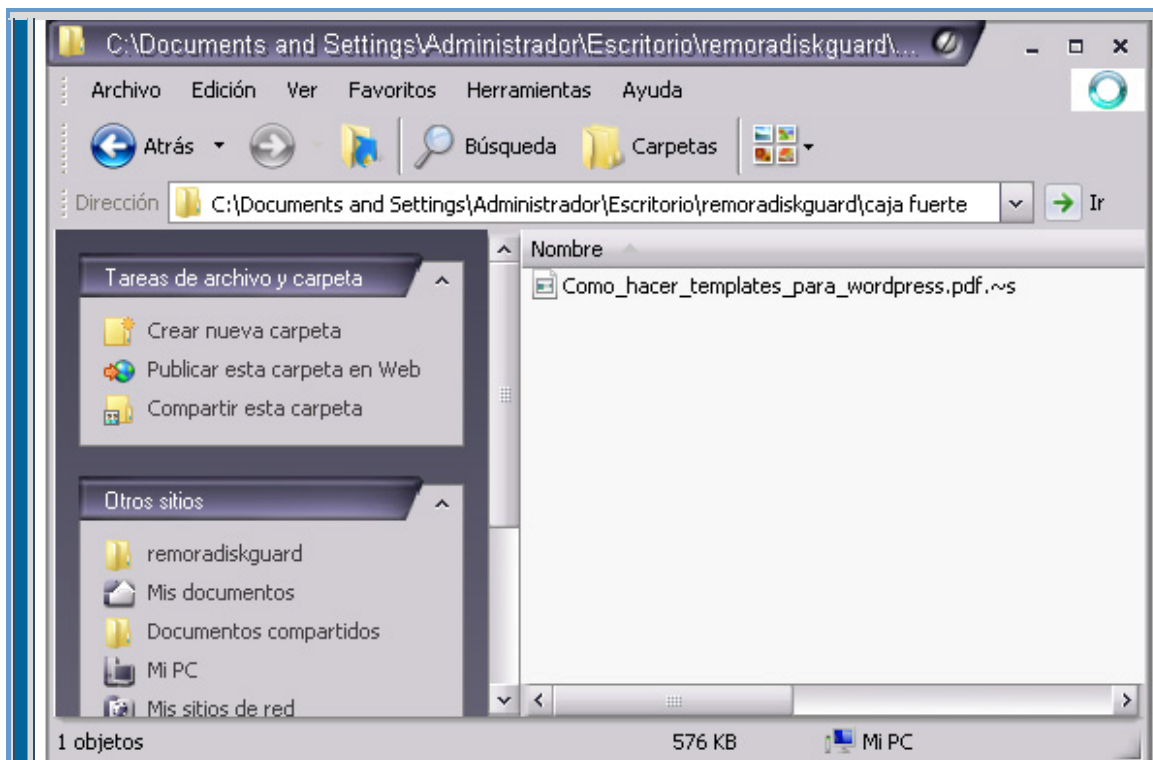 C:\Documents and Settings\Administrador\Escritorio\remoradiskguard\...
Archivo Edición Ver Favoritos Herramientas Ayuda
Atrás Búsqueda Carpetas
Dirección C:\Documents and Settings\Administrador\Escritorio\remoradiskguard\caja fuerte Ir
Nombre
Tareas de archivo y carpeta
Como_hacer_templates_para_wordpress.pdf.~s
Crear nueva carpeta
Publicar esta carpeta en Web
Compartir esta carpeta
Otros sitios
remoradiskguard
Mis documentos
Documentos compartidos
Mi PC
Mis sitios de red
1 objetos 576 KB Mi PC